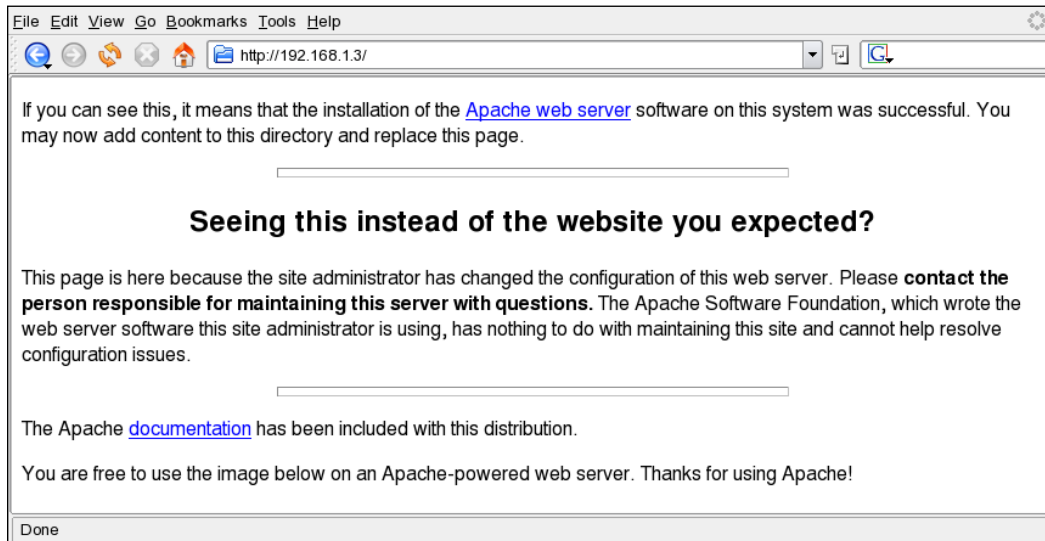 File Edit View Go Bookmarks Tools Help
http://192.168.1.3/
G
If you can see this, it means that the installation of the Apache web server software on this system was successful. You
may now add content to this directory and replace this page.
Seeing this instead of the website you expected?
This page is here because the site administrator has changed the configuration of this web server. Please contact the
person responsible for maintaining this server with questions. The Apache Software Foundation, which wrote the
web server software this site administrator is using, has nothing to do with maintaining this site and cannot help resolve
configuration issues.
The Apache documentation has been included with this distribution.
You are free to use the image below on an Apache-powered web server. Thanks for using Apache!
Done